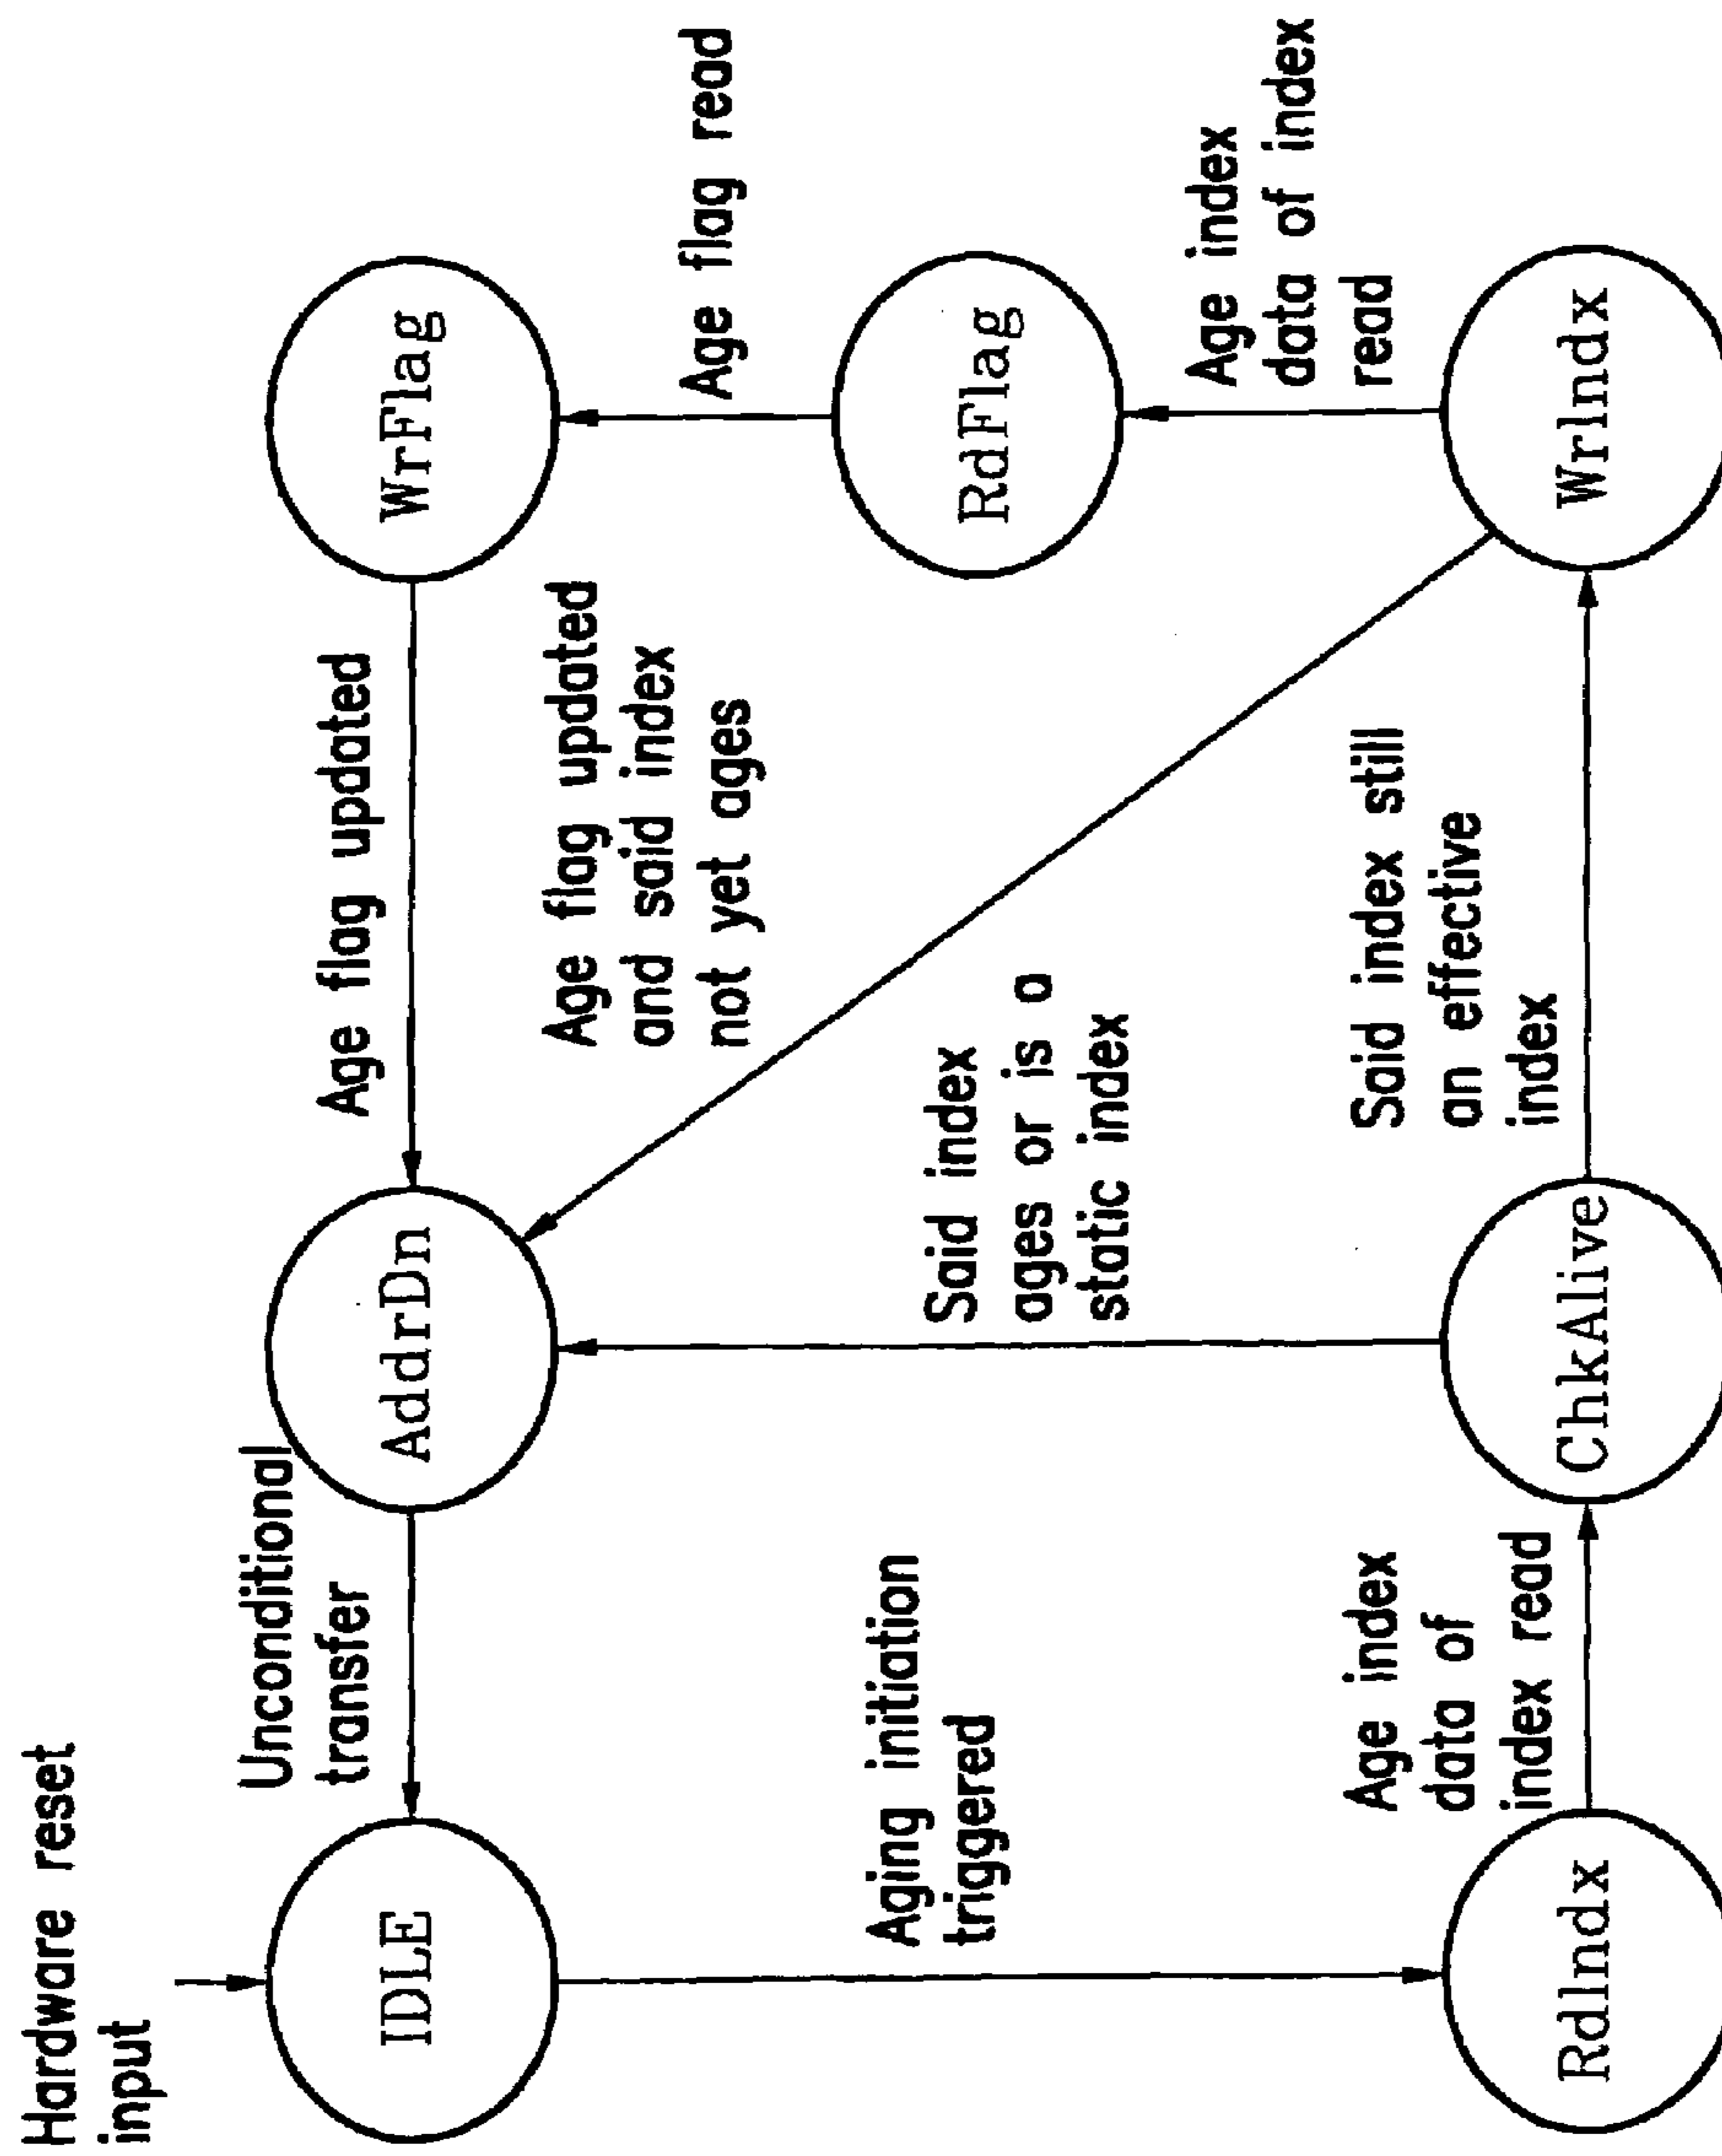 Hardware reset
input
IDLE
Unconditional
transfer
AddrDn
Age flag updated
WrFlag
Age flag updated
and said index
not yet ages
Age flag read
Aging initiation
triggered
Said index
ages or is a
static index
RdFlag
Age index
data of index
read
Age index
data of
index read
Said index still
an effective
index
RdIndx
ChkAlive
WrIndx